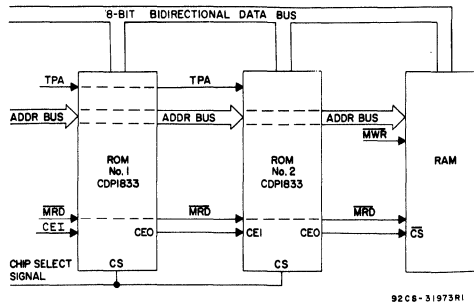 8-BIT BIDIRECTIONAL DATA BUS
TPA TPA
ADDR BUS ADDR BUS ADDR BUS
MWR
ROM No. 1 CDP1833
ROM No. 2 CDP1833
RAM
MRD MRD MRD
CEI CEO CEI CEO CS
CS CS
CHIP SELECT SIGNAL
92CS-31973R1